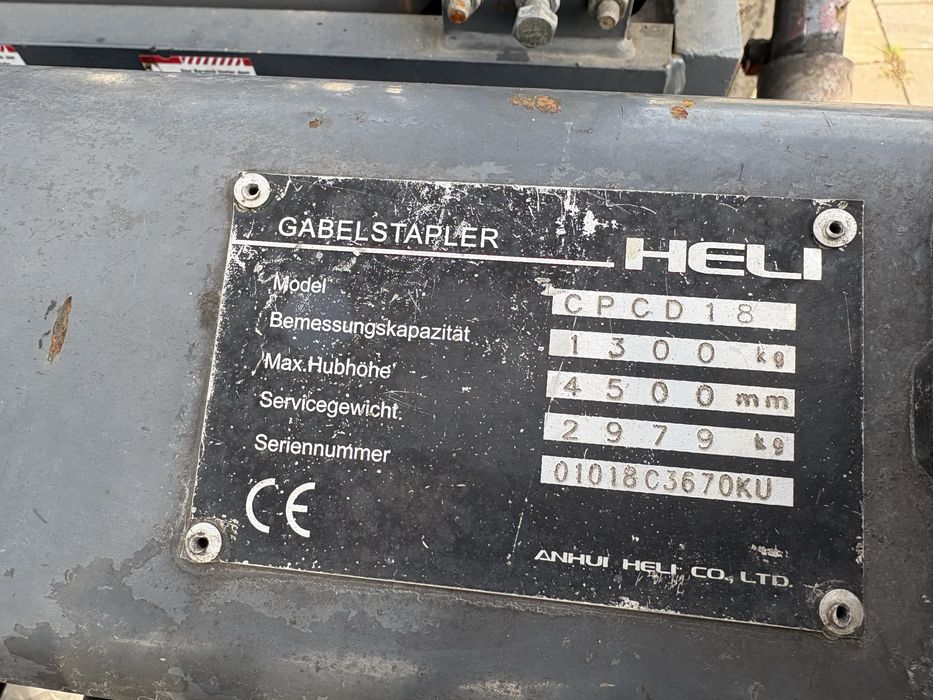 GABELSTAPLER
HELI
Model CPCD18
Bemessungskapazität 1300 kg
Max.Hubhöhe 4500 mm
Servicegewicht 2979 kg
Seriennummer 01018C3670KU
CE
ANHUI HELI CO., LTD.